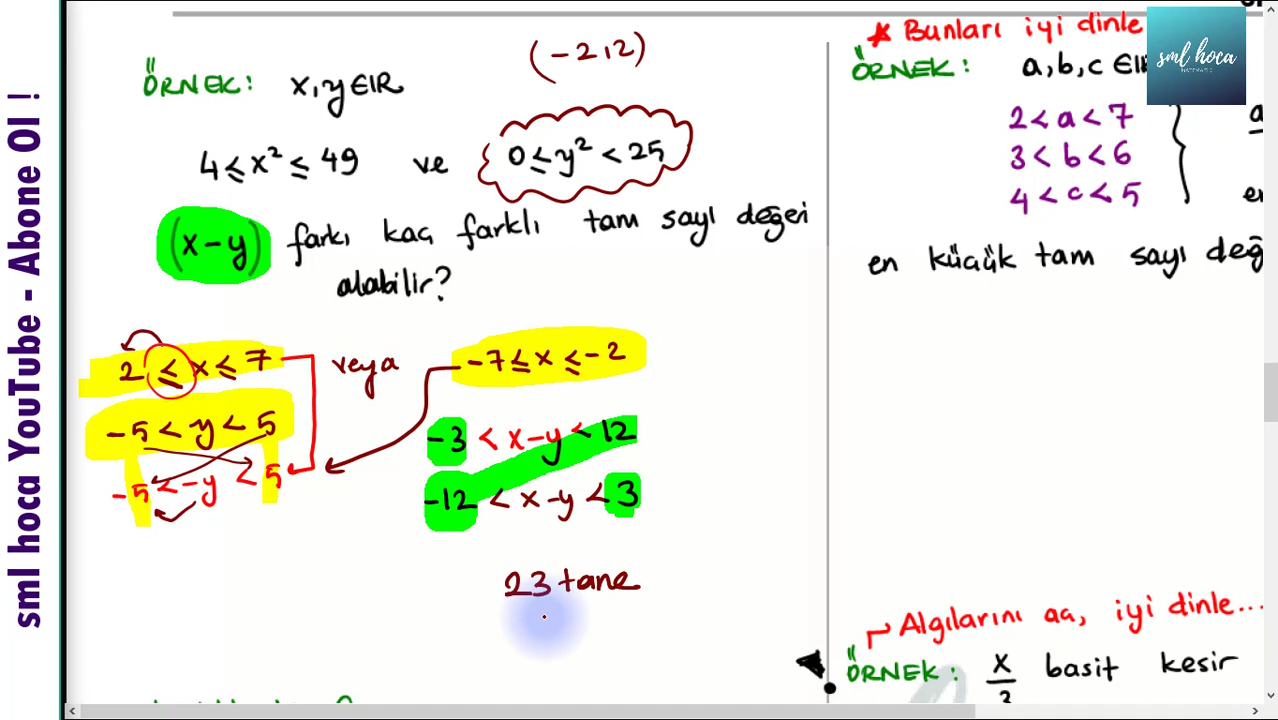 sml hoca YouTube - Abone Ol !
ÖRNEK: x,y∈IR
(-2,2)
4≤x²≤49 ve 0≤y²<25
(x-y) farkı kaç farklı tam sayı değeri
alabilir?
2≤x≤7 veya -7≤x≤-2
-5<y<5
-5<-y<5
-3<x-y<12
-12<x-y<3
23 tane
* Bunları iyi dinle
sml hoca
MATEMATİK
ÖRNEK: a,b,c∈IR
2<a<7
3<b<6
4<c<5
en küçük tam sayı değ
Algılarını aç, iyi dinle...
ÖRNEK: x/3 basit kesir